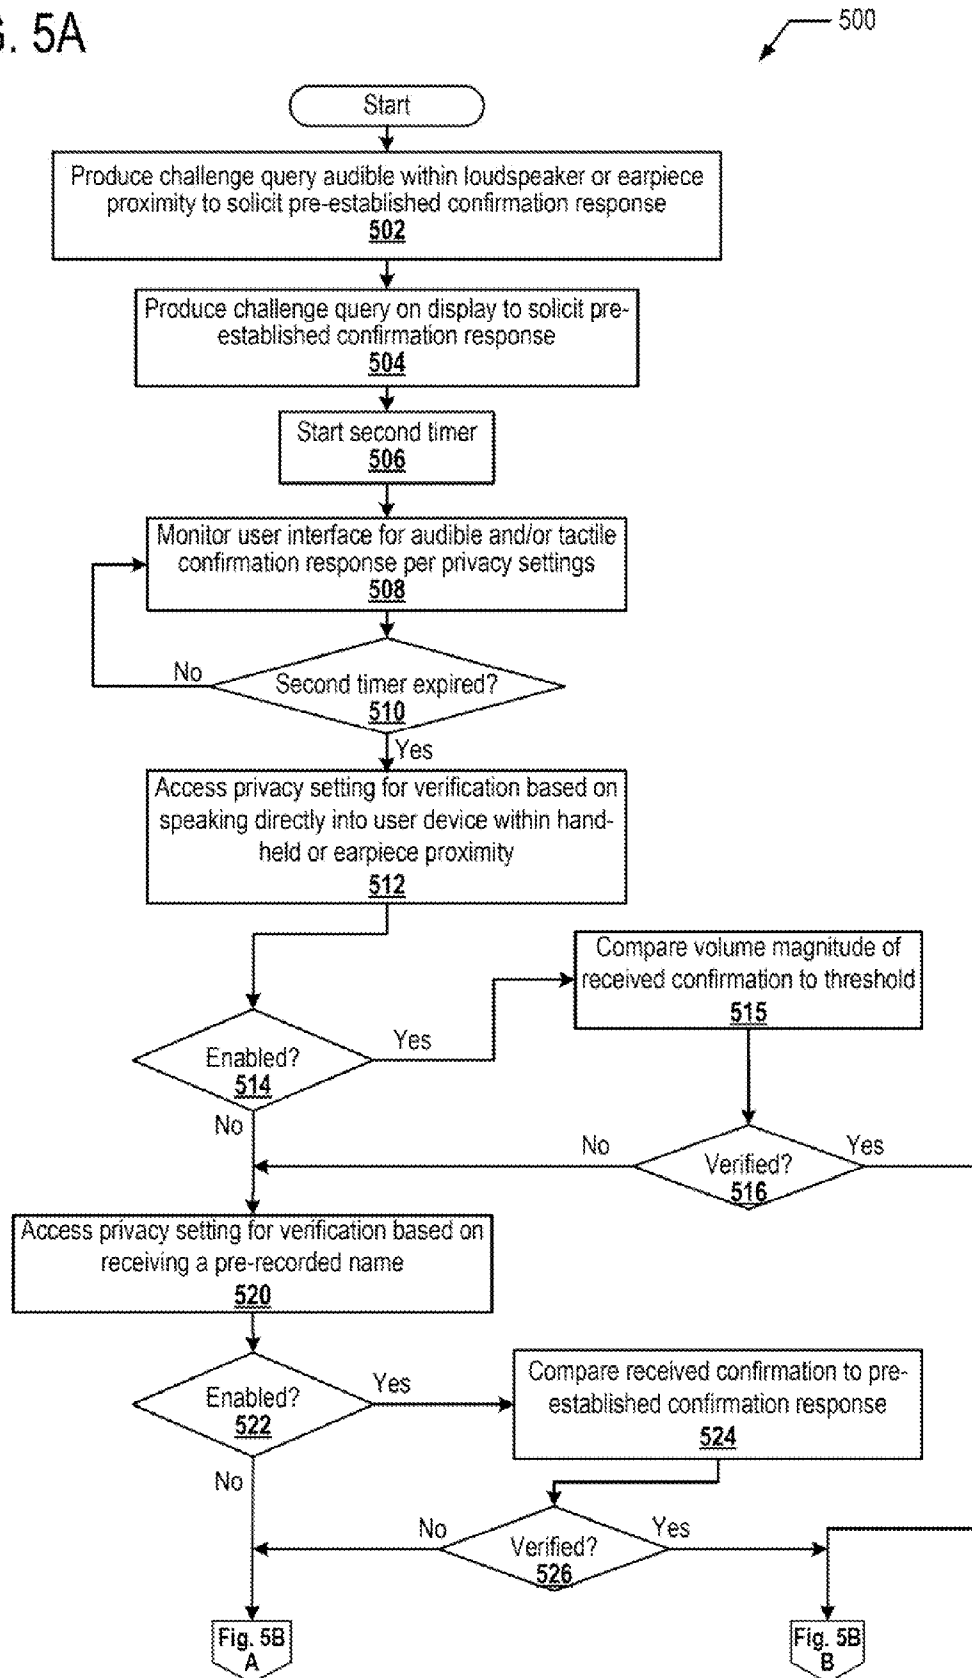 . 5A
500
Start
Produce challenge query audible within loudspeaker or earpiece
proximity to solicit pre-established confirmation response
502
Produce challenge query on display to solicit pre-
established confirmation response
504
Start second timer
506
Monitor user interface for audible and/or tactile
confirmation response per privacy settings
508
No
Second timer expired?
510
Yes
Access privacy setting for verification based on
speaking directly into user device within hand-
held or earpiece proximity
512
Compare volume magnitude of
received confirmation to threshold
515
Enabled?
514
Yes
No
No
Verified?
516
Yes
Access privacy setting for verification based on
receiving a pre-recorded name
520
Enabled?
522
Yes
Compare received confirmation to pre-
established confirmation response
524
No
No
Verified?
526
Yes
Fig. 5B
A
Fig. 5B
B